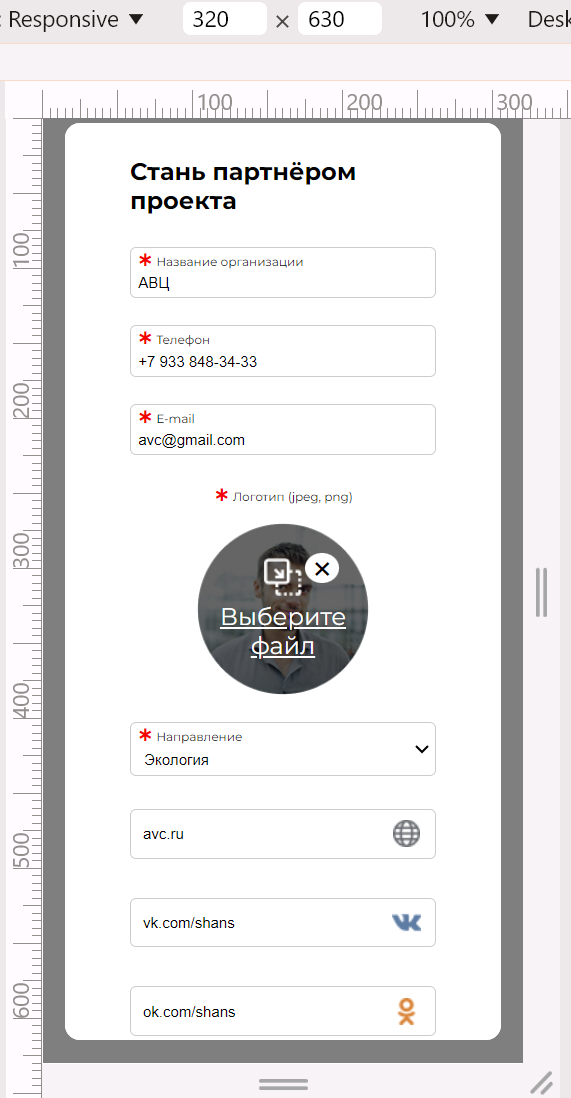 : Responsive ▼ 320 × 630 100% ▼ Desk
100 200 300
Стань партнёром
проекта
* Название организации
АВЦ
100
* Телефон
+7 933 848-34-33
200
* E-mail
avc@gmail.com
* Логотип (jpeg, png)
300
Выберите
файл
400
* Направление
Экология
500
avc.ru
vk.com/shans
600
ok.com/shans